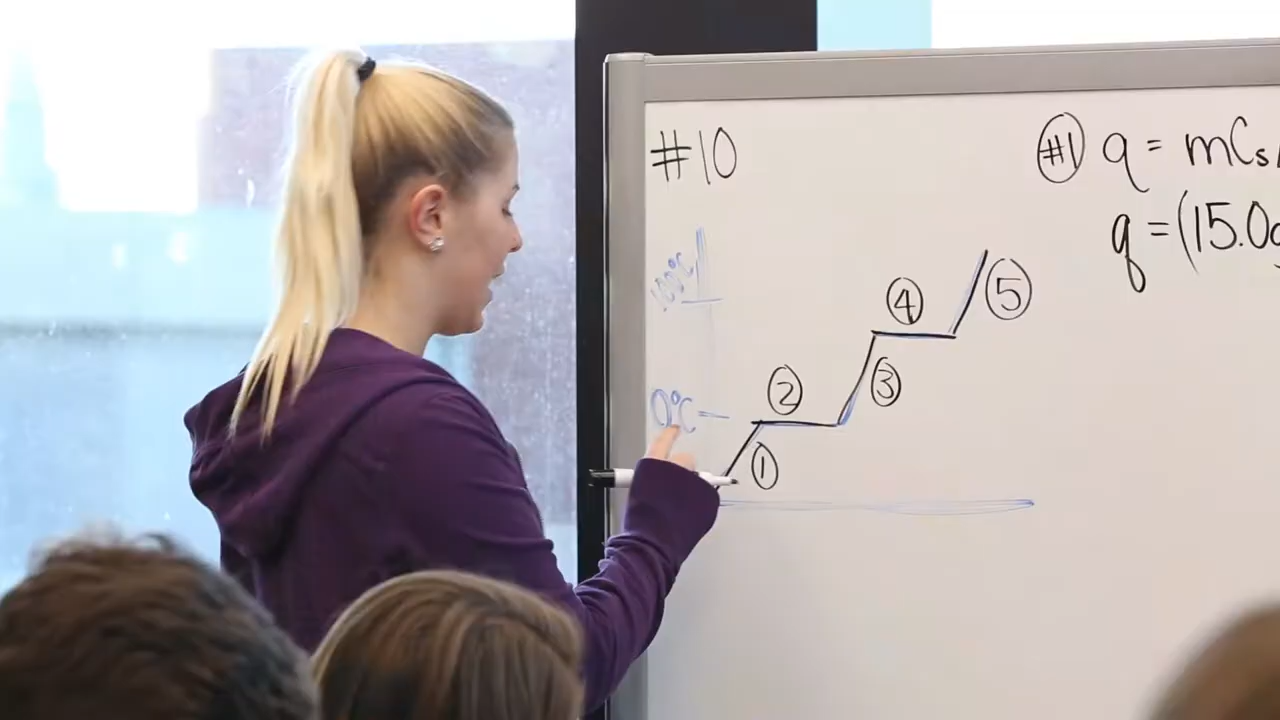 #10
100°C
0°C
①
②
③
④
⑤
#1 q = mCs
q = (15.0g